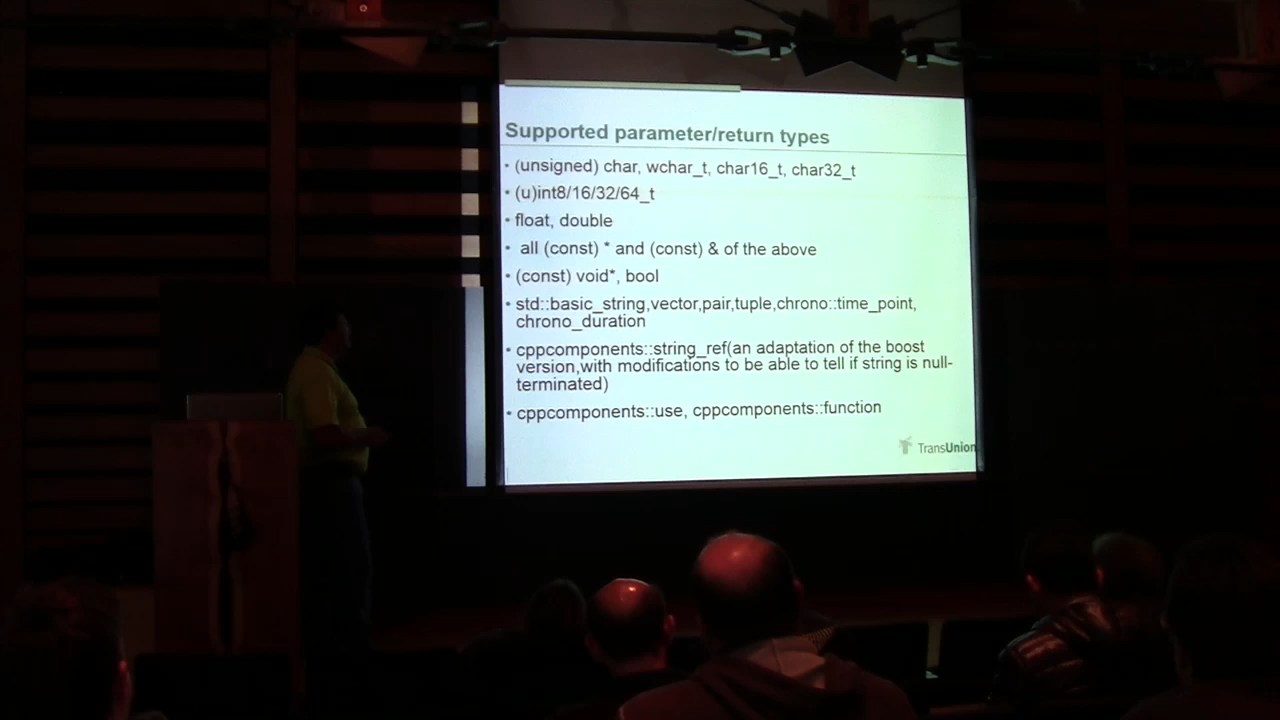 Supported parameter/return types
• (unsigned) char, wchar_t, char16_t, char32_t
• (u)int8/16/32/64_t
• float, double
• all (const) * and (const) & of the above
• (const) void*, bool
• std::basic_string,vector,pair,tuple,chrono::time_point,
chrono_duration
• cppcomponents::string_ref(an adaptation of the boost
version,with modifications to be able to tell if string is null-
terminated)
• cppcomponents::use, cppcomponents::function
TransUnion